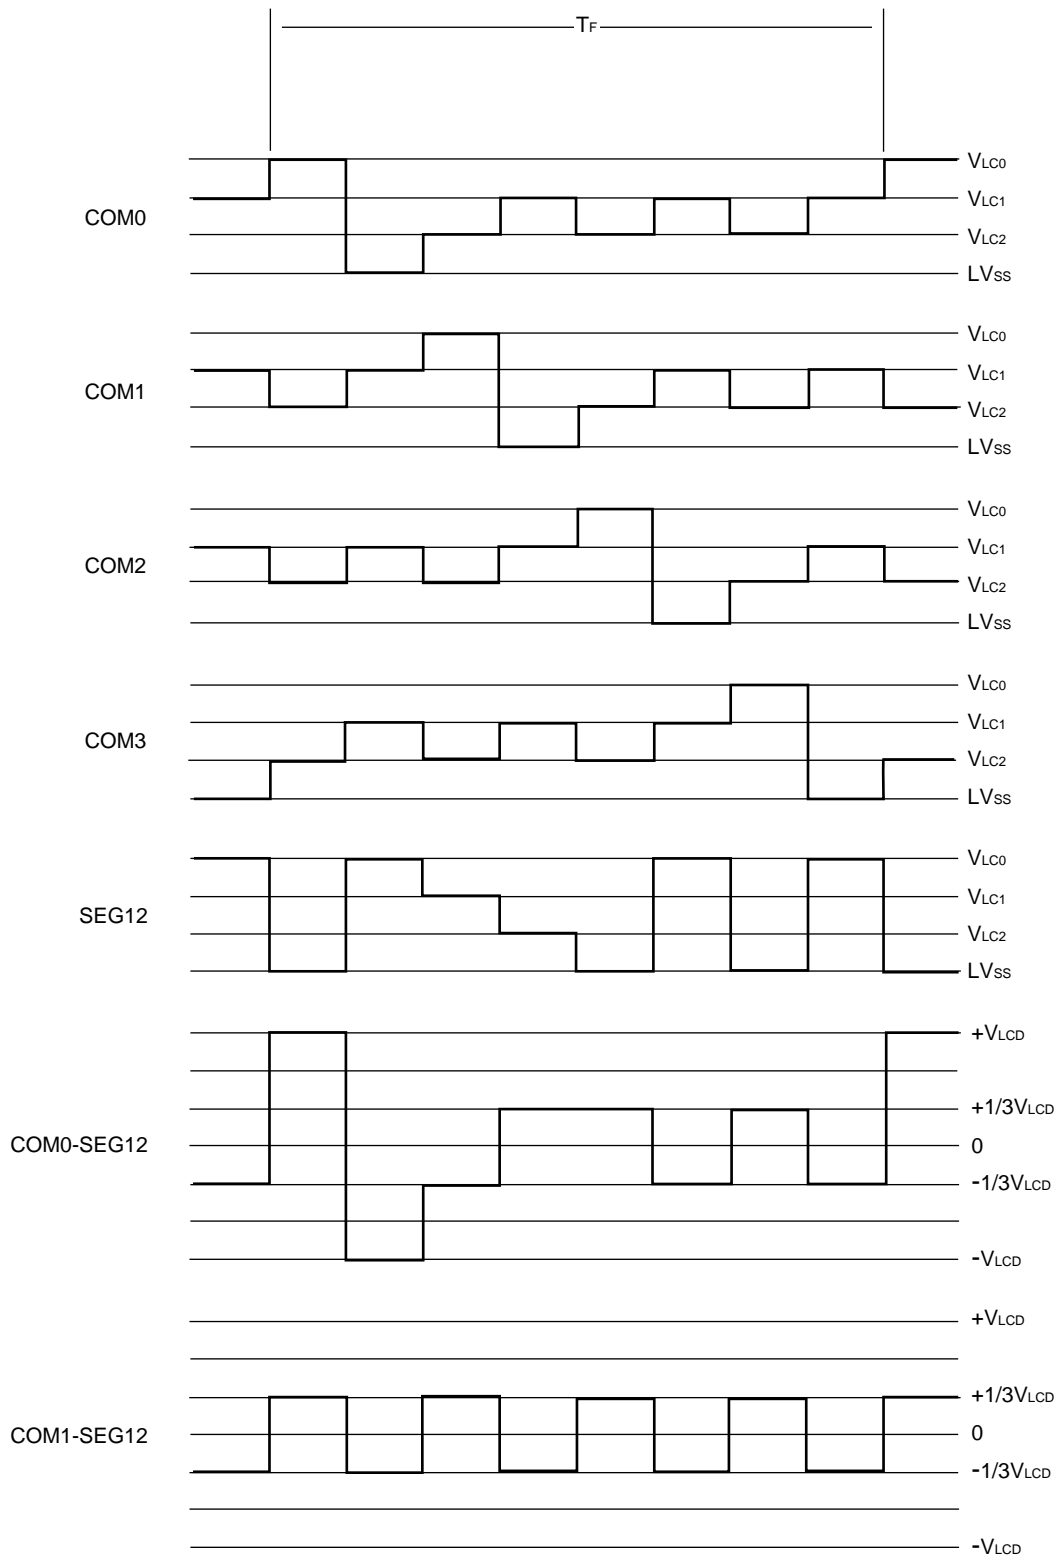 TF
VLC0
COM0
VLC1
VLC2
LVSS
VLC0
COM1
VLC1
VLC2
LVSS
VLC0
COM2
VLC1
VLC2
LVSS
VLC0
COM3
VLC1
VLC2
LVSS
VLC0
SEG12
VLC1
VLC2
LVSS
+VLCD
+1/3VLCD
COM0-SEG12
0
-1/3VLCD
-VLCD
+VLCD
+1/3VLCD
COM1-SEG12
0
-1/3VLCD
-VLCD